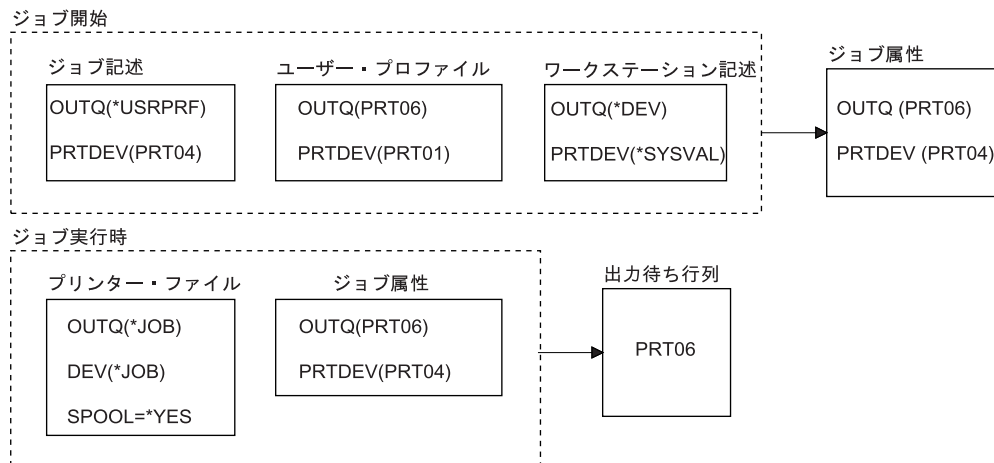 ジョブ開始
ジョブ記述
OUTQ(*USRPRF)
PRTDEV(PRT04)
ユーザー・プロファイル
OUTQ(PRT06)
PRTDEV(PRT01)
ワークステーション記述
OUTQ(*DEV)
PRTDEV(*SYSVAL)
ジョブ属性
OUTQ (PRT06)
PRTDEV (PRT04)
ジョブ実行時
プリンター・ファイル
OUTQ(*JOB)
DEV(*JOB)
SPOOL=*YES
ジョブ属性
OUTQ(PRT06)
PRTDEV(PRT04)
出力待ち行列
PRT06